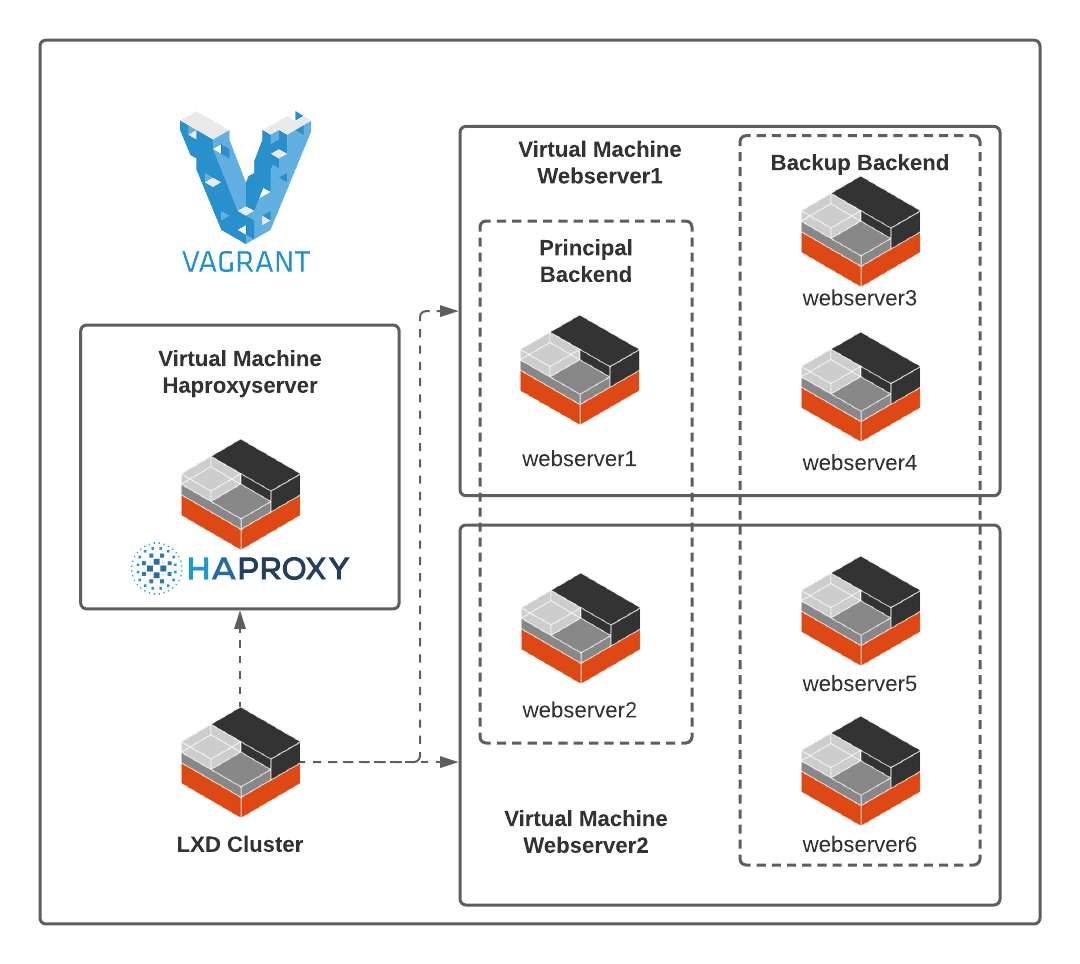 VAGRANT
Virtual Machine
Haproxyserver
HAPROXY
LXD Cluster
Virtual Machine
Webserver1
Principal
Backend
webserver1
Backup Backend
webserver3
webserver4
webserver2
Virtual Machine
Webserver2
webserver5
webserver6